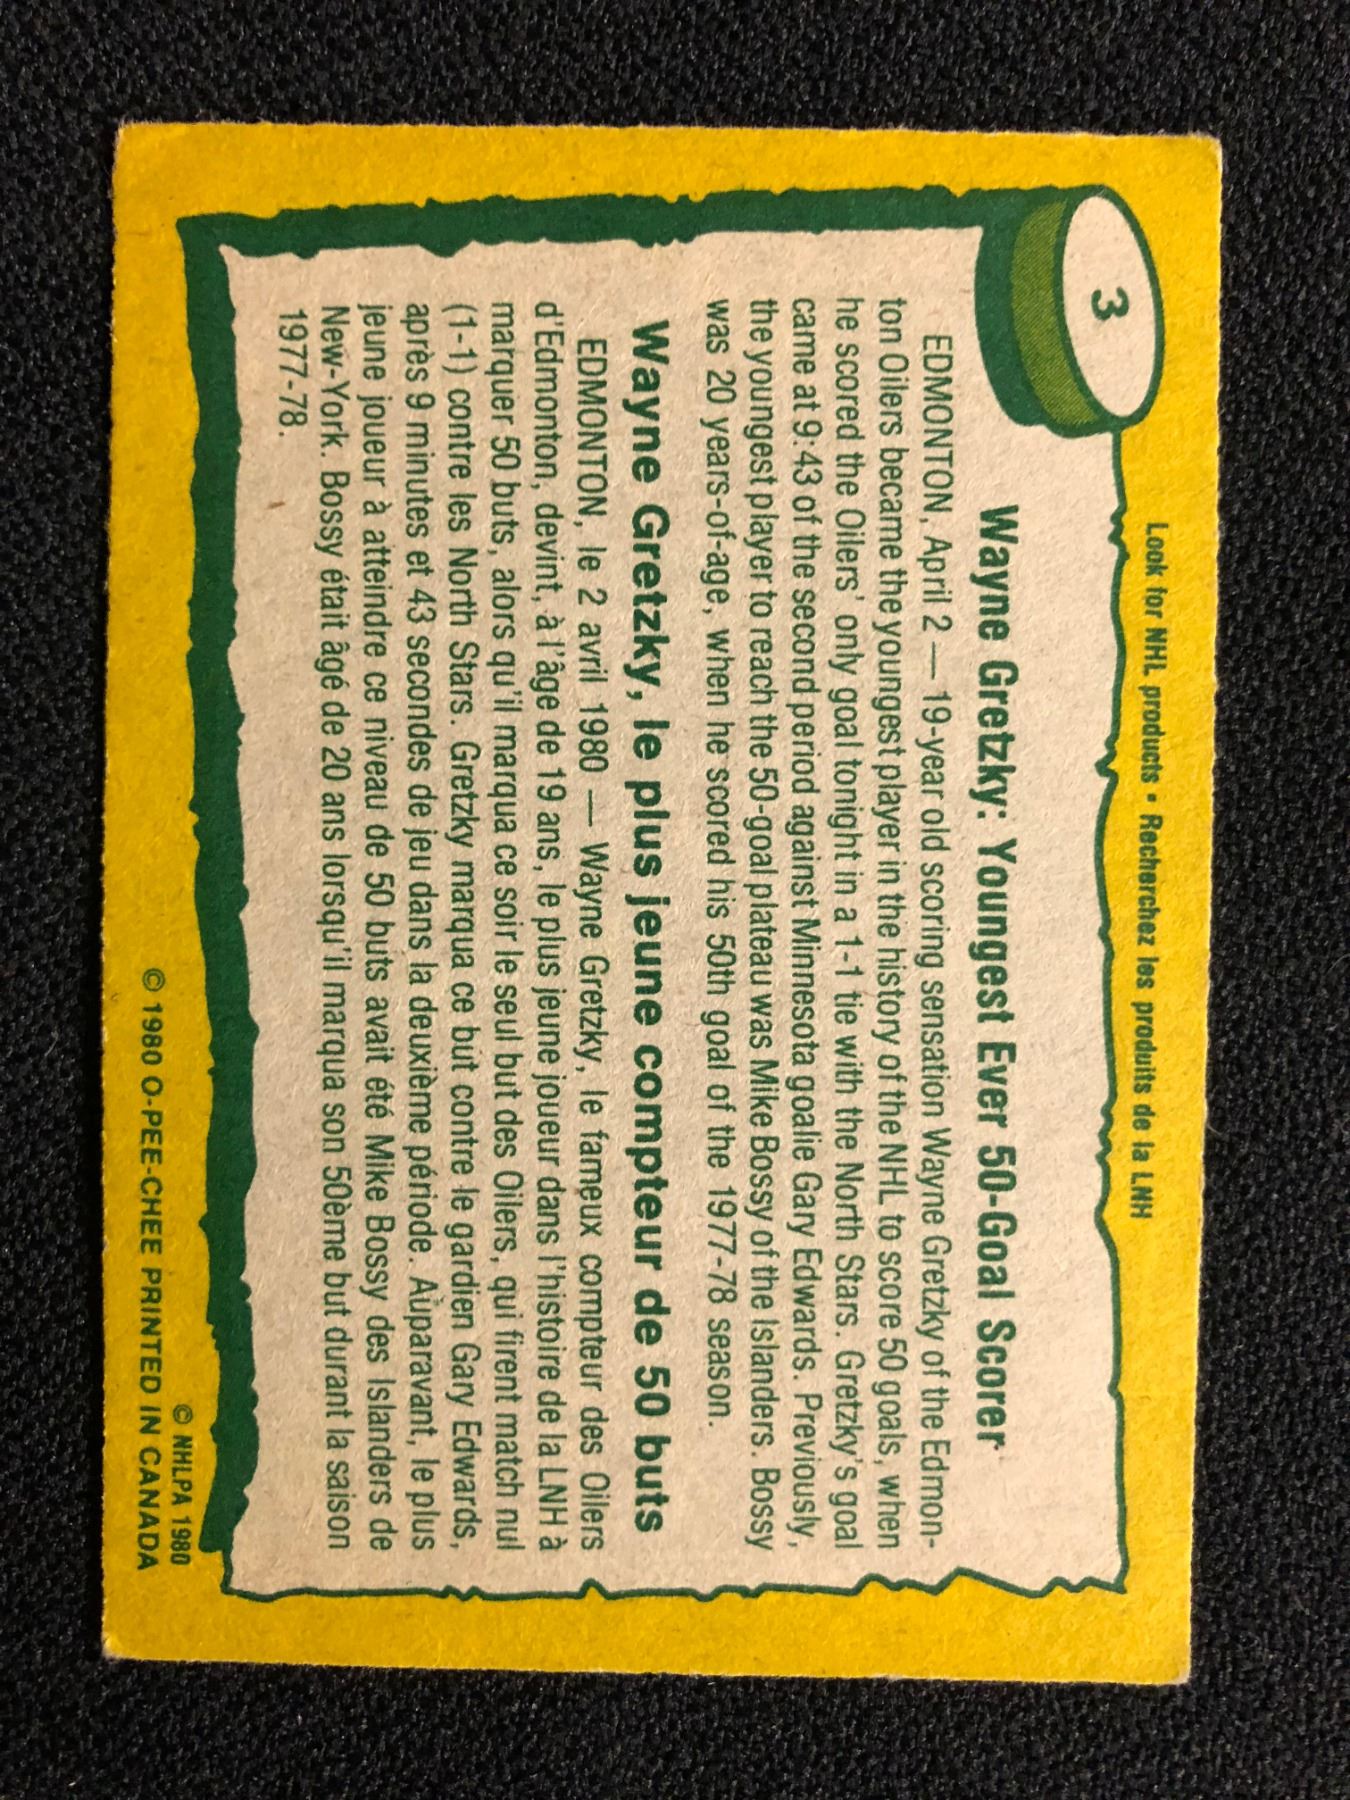 3
Look for NHL products • Recherchez les produits de la LNH
Wayne Gretzky: Youngest Ever 50-Goal Scorer
EDMONTON, April 2 — 19-year old scoring sensation Wayne Gretzky of the Edmon-
ton Oilers became the youngest player in the history of the NHL to score 50 goals, when
he scored the Oilers' only goal tonight in a 1-1 tie with the North Stars. Gretzky's goal
came at 9:43 of the second period against Minnesota goalie Gary Edwards. Previously,
the youngest player to reach the 50-goal plateau was Mike Bossy of the Islanders. Bossy
was 20 years-of-age, when he scored his 50th goal of the 1977-78 season.
Wayne Gretzky, le plus jeune compteur de 50 buts
EDMONTON, le 2 avril 1980 — Wayne Gretzky, le fameux compteur des Oilers
d'Edmonton, devint, à l'âge de 19 ans, le plus jeune joueur dans l'histoire de la LNH à
marquer 50 buts, alors qu'il marqua ce soir le seul but des Oilers, qui firent match nul
(1-1) contre les North Stars. Gretzky marqua ce but contre le gardien Gary Edwards,
après 9 minutes et 43 secondes de jeu dans la deuxième période. Auparavant, le plus
jeune joueur à atteindre ce niveau de 50 buts avait été Mike Bossy des Islanders de
New-York. Bossy était âgé de 20 ans lorsqu'il marqua son 50ème but durant la saison
1977-78.
© NHLPA 1980
© 1980 O-PEE-CHEE PRINTED IN CANADA